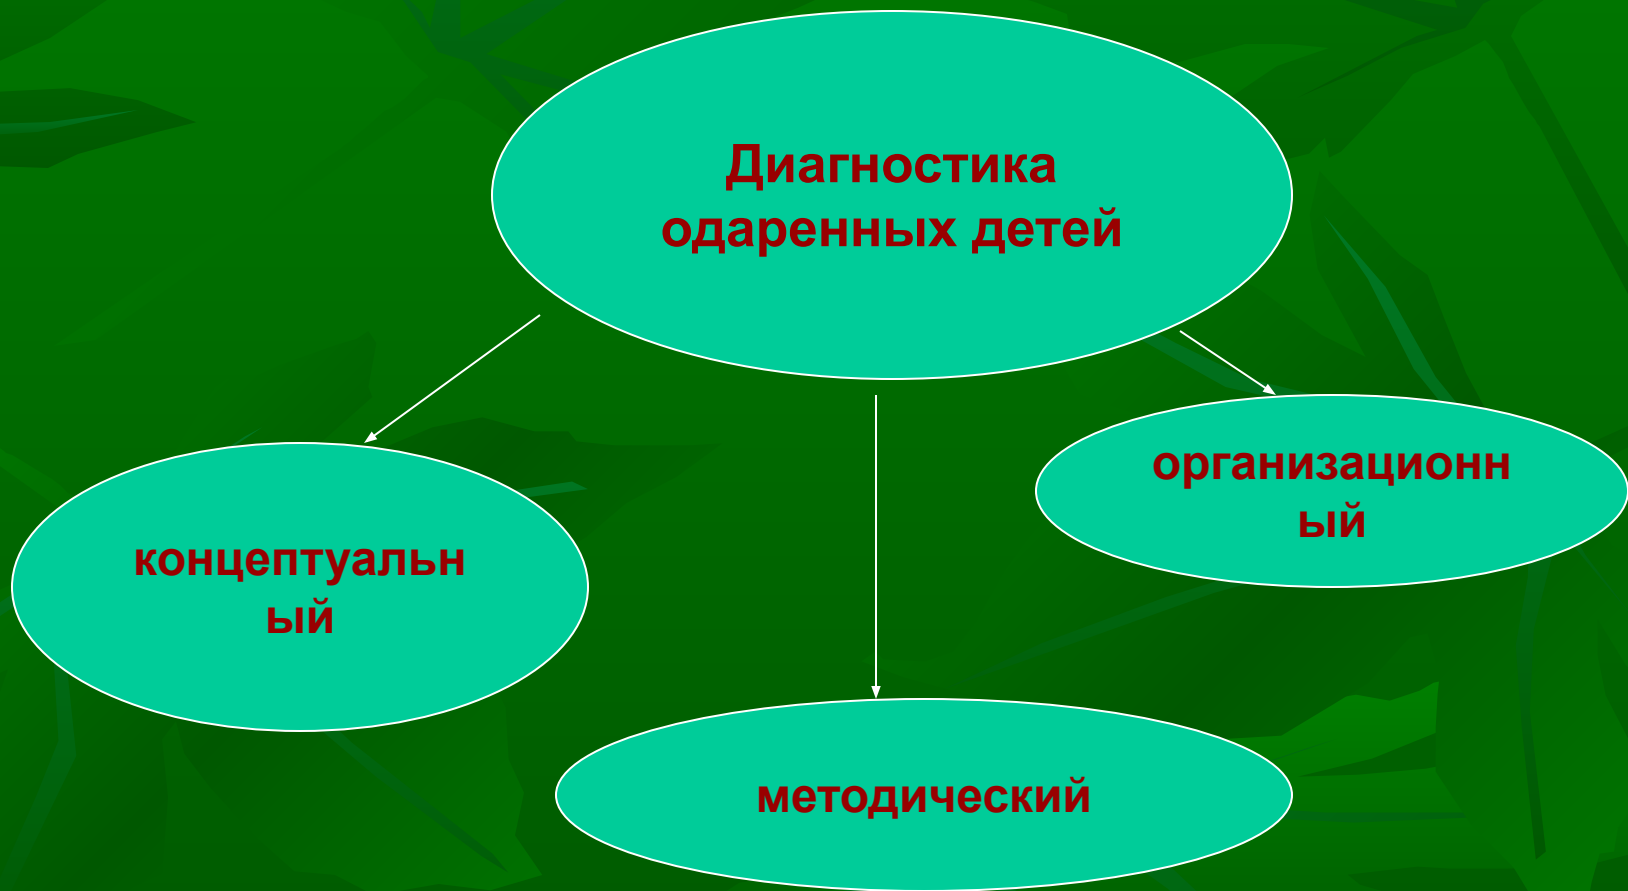 Диагностика
одаренных детей
организационн
ый
концептуальн
ый
методический